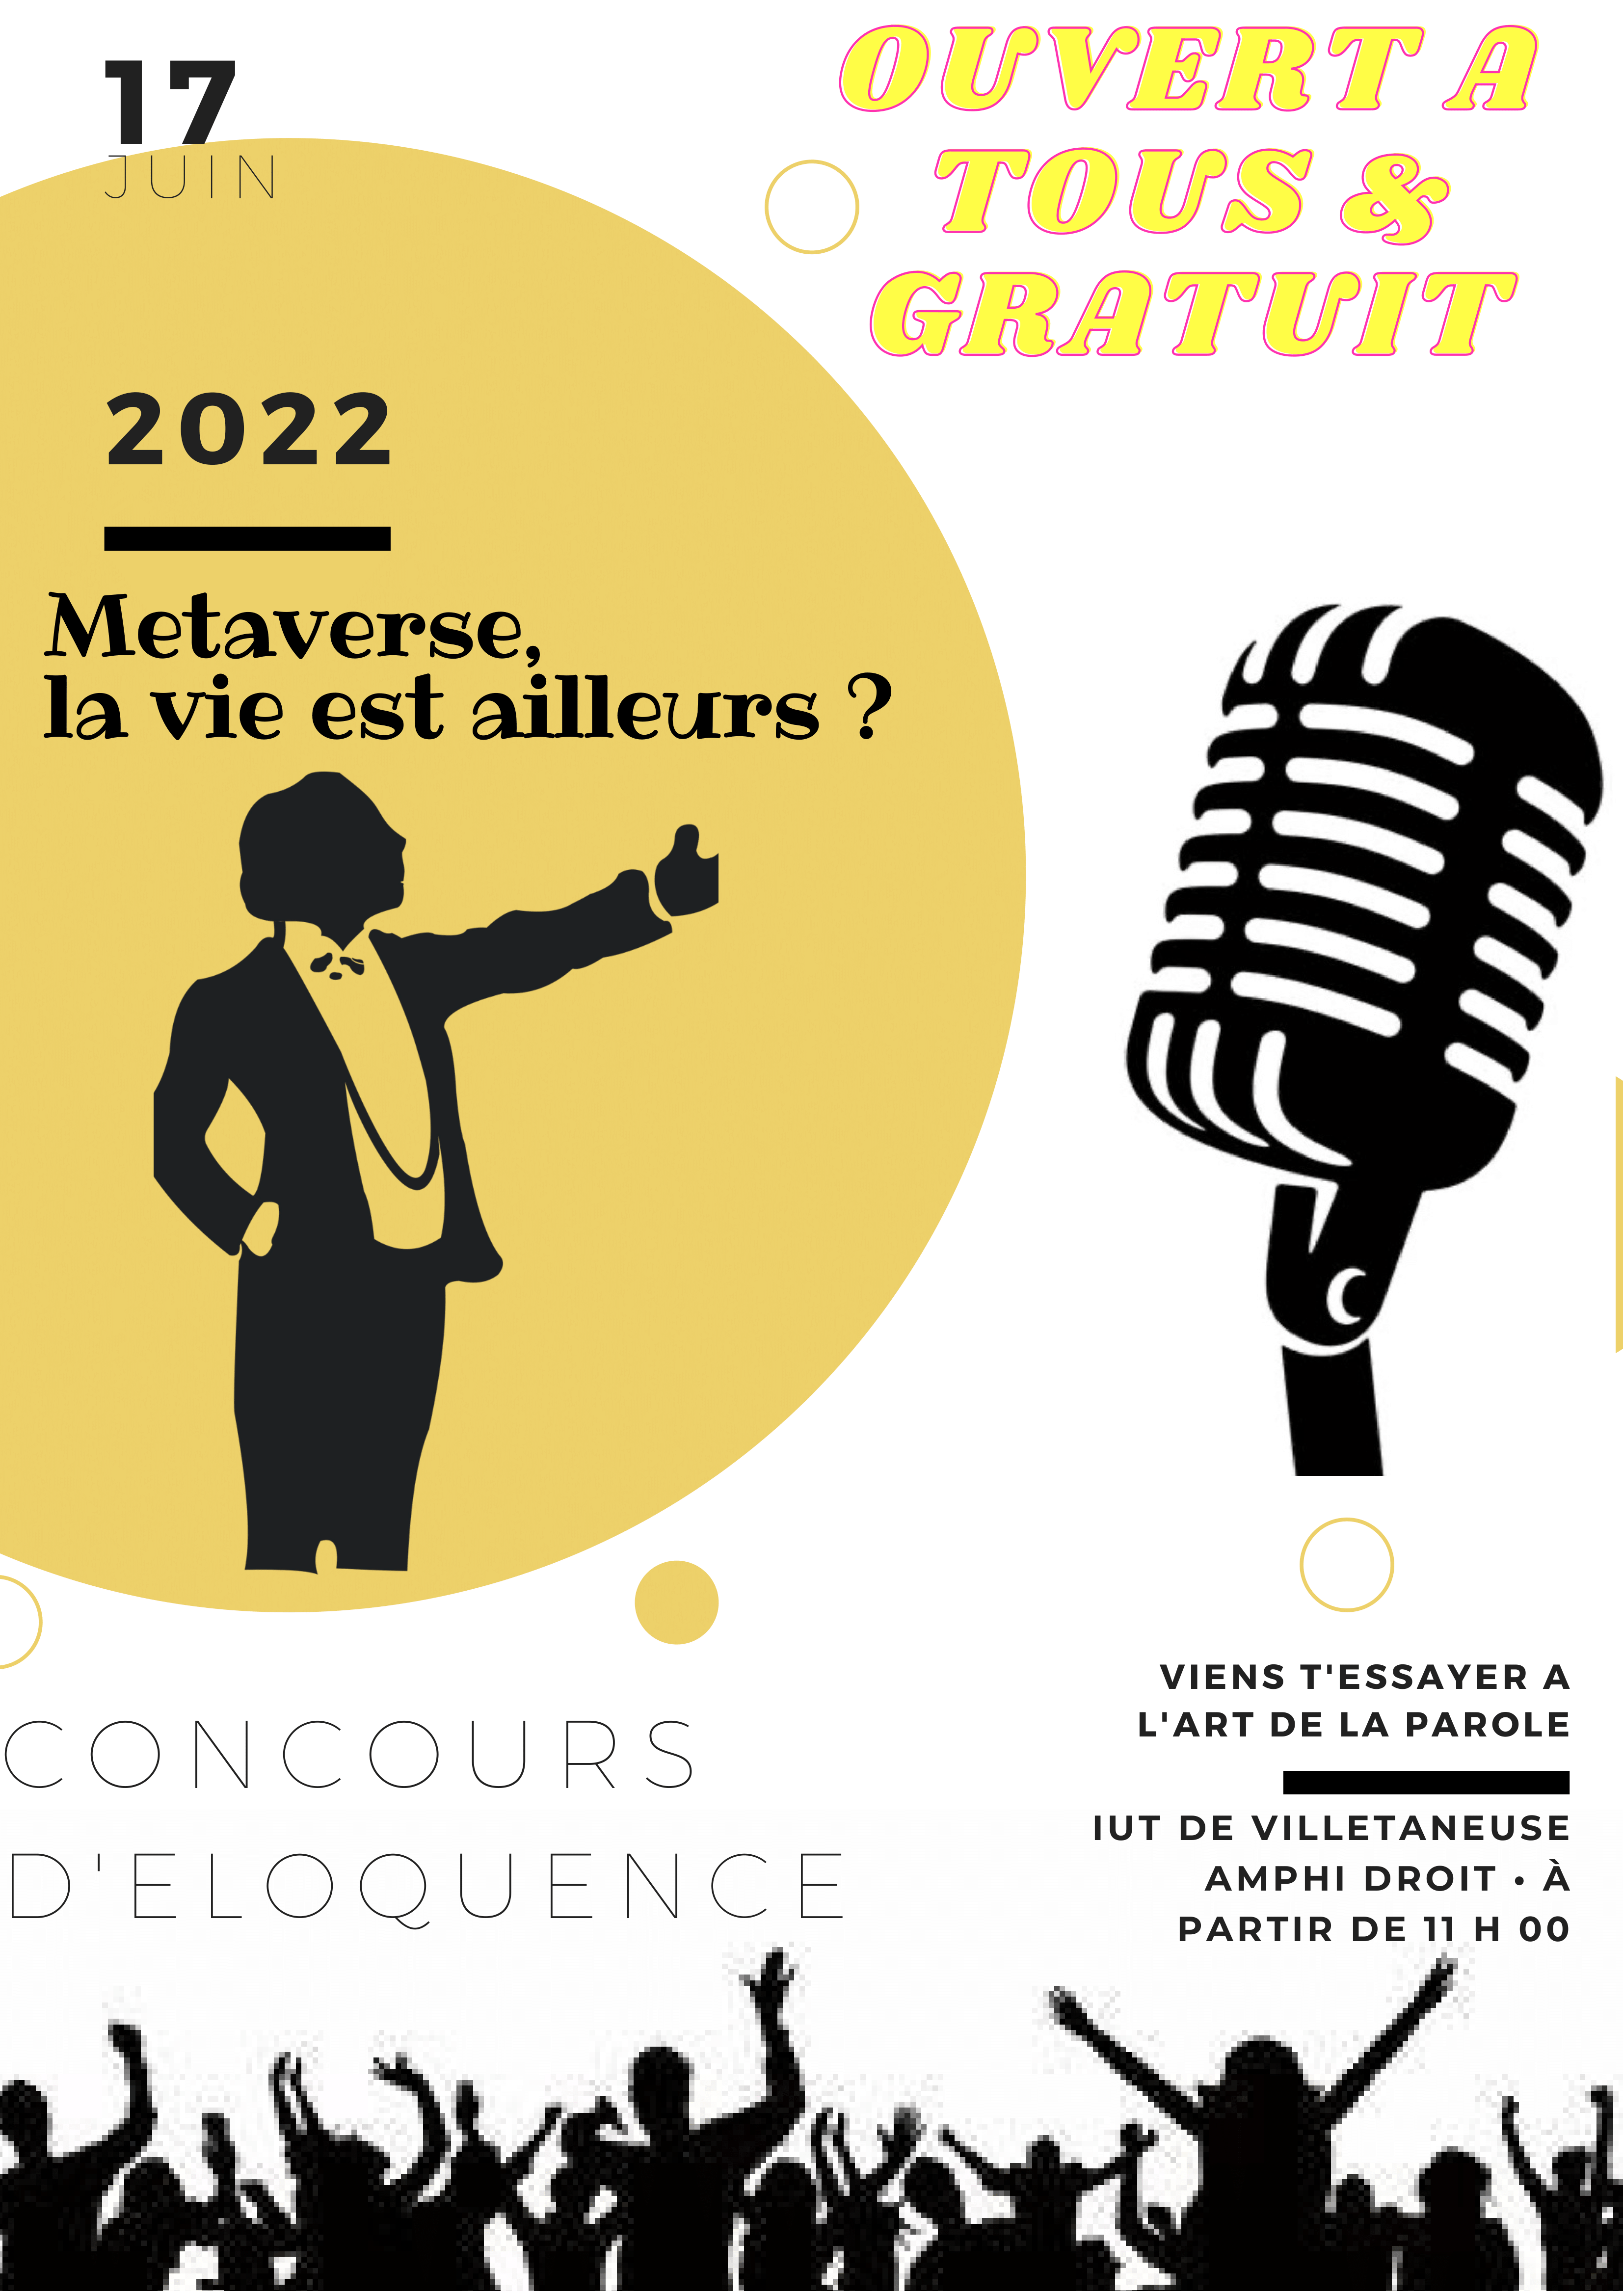 17
JUIN
OUVERT A
TOUS &
GRATUIT
2022
Metaverse,
la vie est ailleurs ?
CONCOURS
D'ELOQUENCE
VIENS T'ESSAYER A
L'ART DE LA PAROLE
IUT DE VILLETANEUSE
AMPHI DROIT • À
PARTIR DE 11 H 00